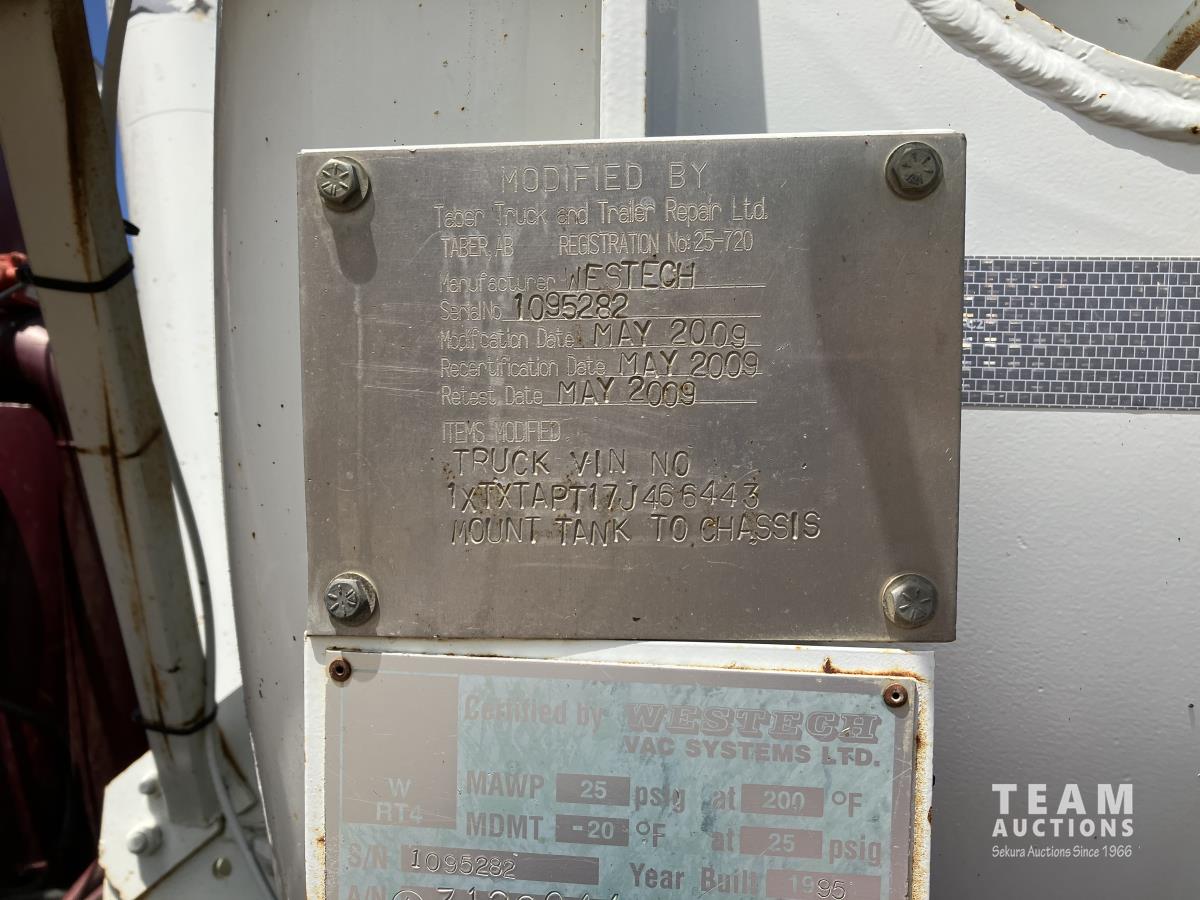 MODIFIED BY
Taber Truck and Trailer Repair Ltd.
TABER, AB REGISTRATION No: 25-720
Manufacturer WESTECH
Serial No. 1095282
Modification Date MAY 2009
Recertification Date MAY 2009
Retest Date MAY 2009
ITEMS MODIFIED
TRUCK VIN NO
1XTXTAPT17J466443
MOUNT TANK TO CHASSIS
Certified by WESTECH
VAC SYSTEMS LTD.
W
RT4
MAWP 25 psig at 200 °F
MDMT -20 °F at 25 psig
S/N 1095282
Year Built 1995
A/N
TEAM
AUCTIONS
Sekura Auctions Since 1966